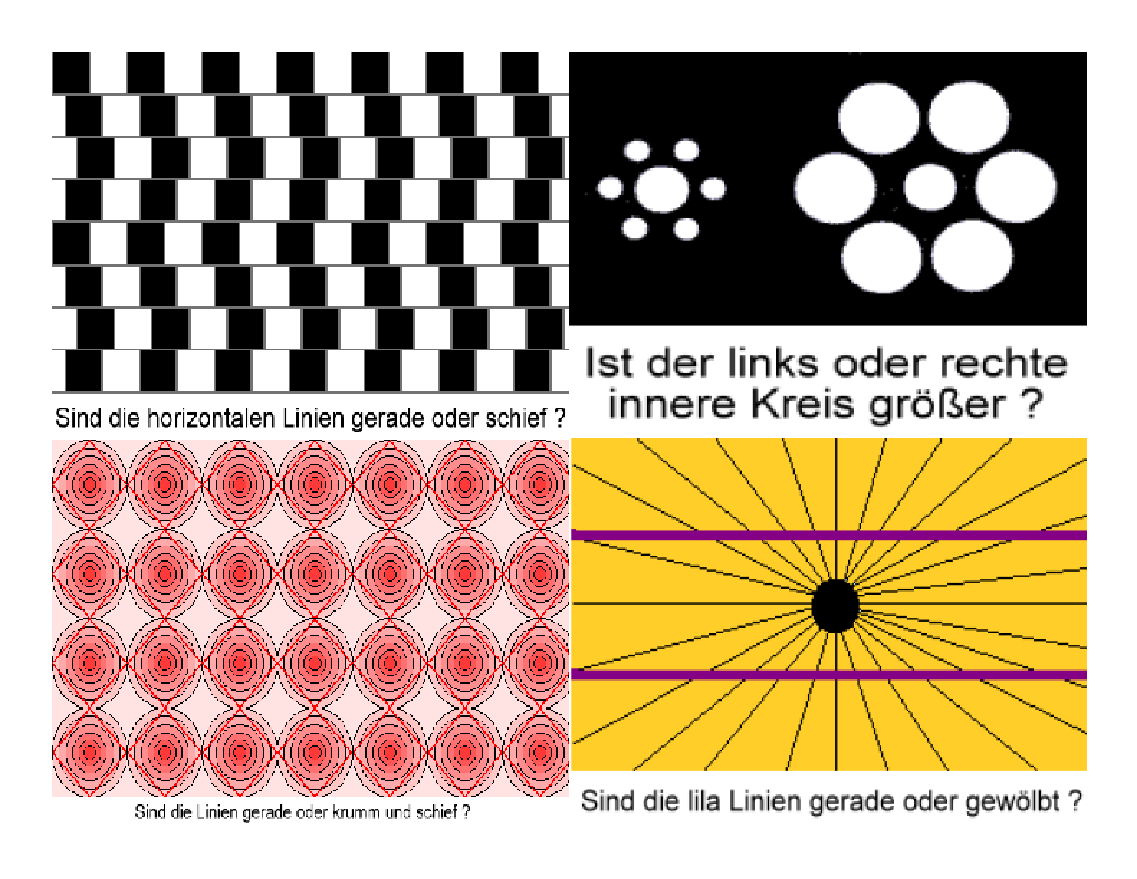 Sind die horizontalen Linien gerade oder schief ?
Ist der links oder rechte
innere Kreis größer ?
Sind die Linien gerade oder krumm und schief ?
Sind die lila Linien gerade oder gewölbt ?